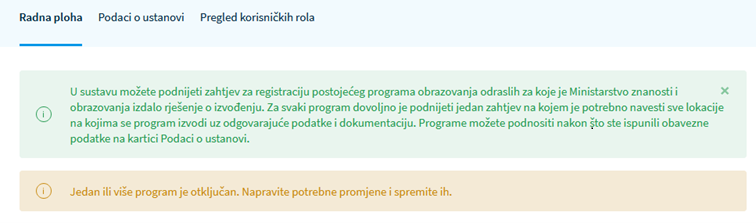 Radna ploha Podaci o ustanovi Pregled korisničkih rola
U sustavu možete podnijeti zahtjev za registraciju postojećeg programa obrazovanja odraslih za koje je Ministarstvo znanosti i
obrazovanja izdalo rješenje o izvođenju. Za svaki program dovoljno je podnijeti jedan zahtjev na kojem je potrebno navesti sve lokacije
na kojima se program izvodi uz odgovarajuće podatke i dokumentaciju. Programe možete podnositi nakon što ste ispunili obavezne
podatke na kartici Podaci o ustanovi.
Jedan ili više program je otključan. Napravite potrebne promjene i spremite ih.